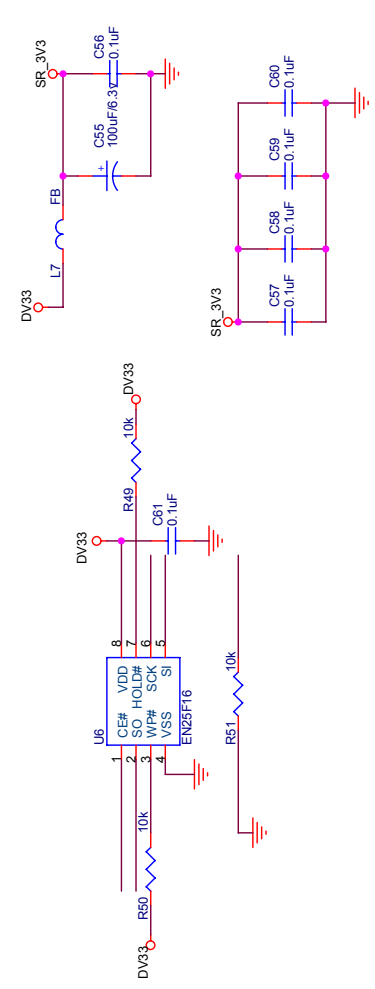 SR_3V3
C56
0.1uF
C55
100uF/6.3v
FB
L7
DV33
SR_3V3
C60
0.1uF
C59
0.1uF
C58
0.1uF
C57
0.1uF
DV33
10k
R49
DV33
C61
0.1uF
U6
1 CE# VDD 8
2 SO HOLD# 7
3 WP# SCK 6
4 VSS SI 5
EN25F16
10k
R50
DV33
10k
R51